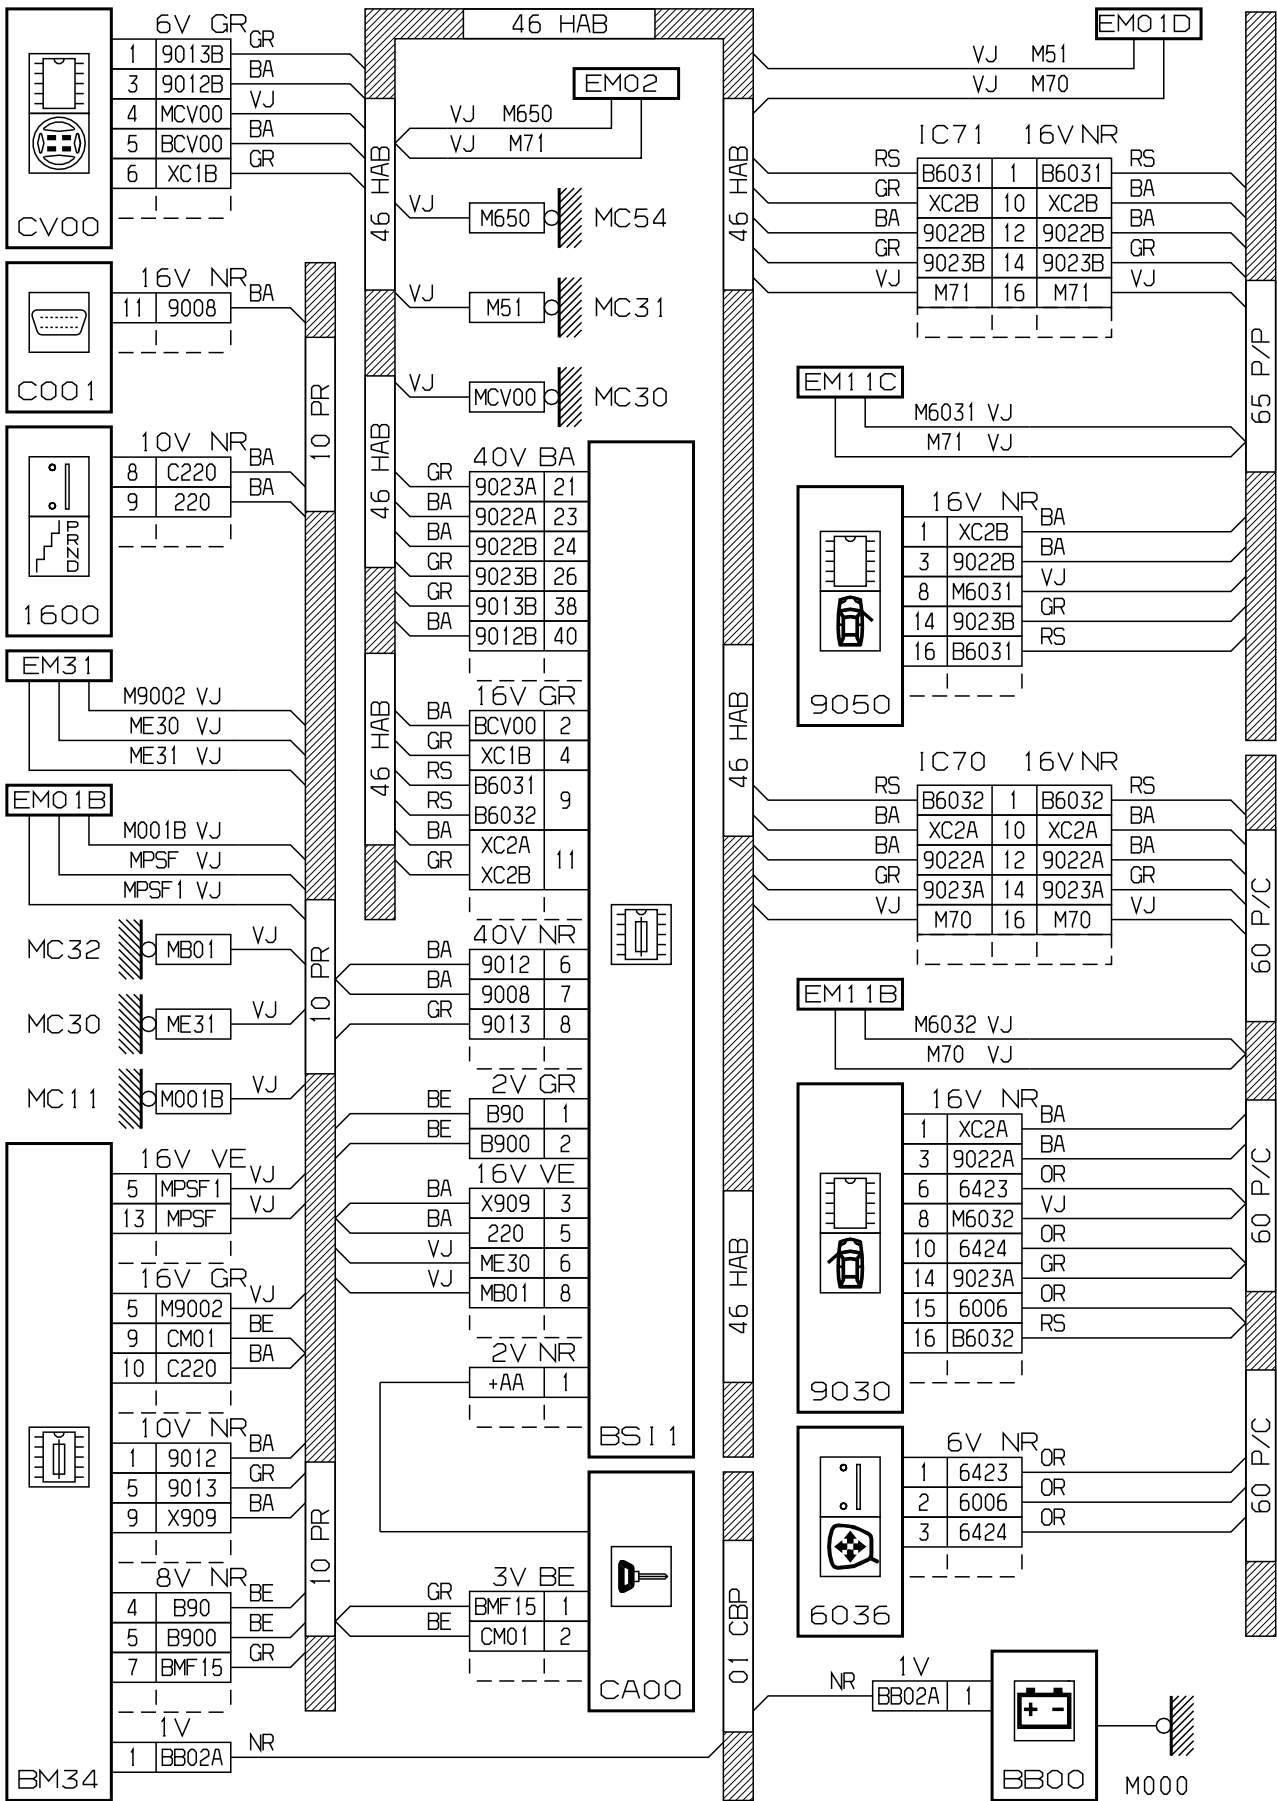 46 HAB
CV00
6V GR
1 9013B GR
3 9012B BA
4 MCV00 VJ
5 BCV00 BA
6 XC1B GR
C001
16V NR
11 9008 BA
1600
P
R
N
D
10V NR
8 C220 BA
9 220 BA
EM31
M9002 VJ
ME30 VJ
ME31 VJ
EM01B
M001B VJ
MPSF VJ
MPSF1 VJ
MC32 MB01 VJ
MC30 ME31 VJ
MC11 M001B VJ
BM34
16V VE
5 MPSF1 VJ
13 MPSF VJ
16V GR
5 M9002 VJ
9 CM01 BE
10 C220 BA
10V NR
1 9012 BA
5 9013 GR
9 X909 BA
8V NR
4 B90 BE
5 B900 BE
7 BMF15 GR
1V
1 BB02A NR
10 PR
10 PR
10 PR
46 HAB
46 HAB
46 HAB
EM02
VJ M650
VJ M71
VJ M650 MC54
VJ M51 MC31
VJ MCV00 MC30
BSI1
40V BA
GR 9023A 21
BA 9022A 23
BA 9022B 24
GR 9023B 26
GR 9013B 38
BA 9012B 40
16V GR
BA BCV00 2
GR XC1B 4
RS B6031 9
RS B6032
BA XC2A 11
GR XC2B
40V NR
BA 9012 6
BA 9008 7
GR 9013 8
2V GR
BE B90 1
BE B900 2
16V VE
BA X909 3
BA 220 5
VJ ME30 6
VJ MB01 8
2V NR
+AA 1
CA00
3V BE
GR BMF15 1
BE CM01 2
46 HAB
46 HAB
46 HAB
01 CBP
EM01D
VJ M51
VJ M70
IC71 16VNR
RS B6031 1 B6031 RS
GR XC2B 10 XC2B BA
BA 9022B 12 9022B BA
GR 9023B 14 9023B GR
VJ M71 16 M71 VJ
EM11C
M6031 VJ
M71 VJ
9050
16V NR
1 XC2B BA
3 9022B BA
8 M6031 VJ
14 9023B GR
16 B6031 RS
65 P/P
IC70 16VNR
RS B6032 1 B6032 RS
BA XC2A 10 XC2A BA
BA 9022A 12 9022A BA
GR 9023A 14 9023A GR
VJ M70 16 M70 VJ
EM11B
M6032 VJ
M70 VJ
9030
16V NR
1 XC2A BA
3 9022A BA
6 6423 OR
8 M6032 VJ
10 6424 OR
14 9023A GR
15 6006 OR
16 B6032 RS
6036
6V NR
1 6423 OR
2 6006 OR
3 6424 OR
60 P/C
60 P/C
60 P/C
1V
NR BB02A 1
+ -
BB00
M000